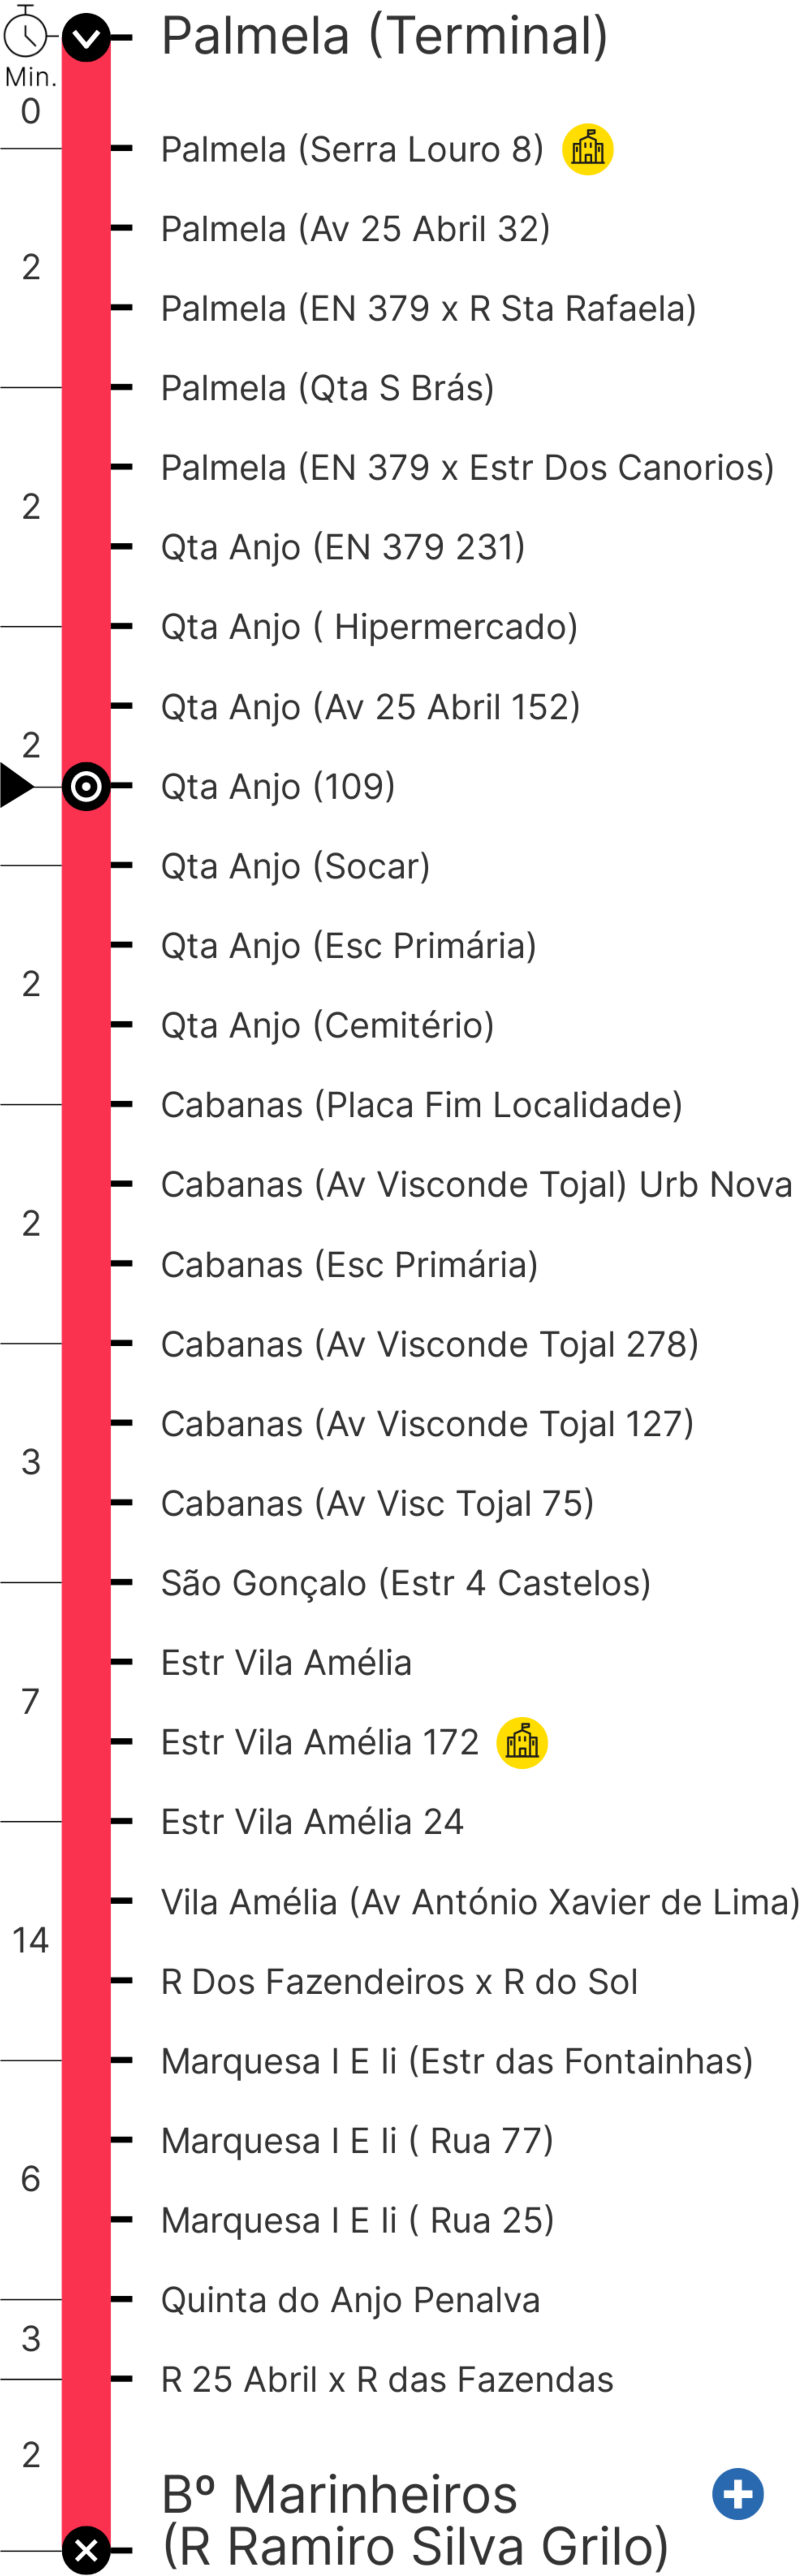 Palmela (Terminal)
Min.
0
Palmela (Serra Louro 8)
Palmela (Av 25 Abril 32)
2
Palmela (EN 379 x R Sta Rafaela)
Palmela (Qta S Brás)
Palmela (EN 379 x Estr Dos Canorios)
2
Qta Anjo (EN 379 231)
Qta Anjo ( Hipermercado)
Qta Anjo (Av 25 Abril 152)
2
Qta Anjo (109)
Qta Anjo (Socar)
Qta Anjo (Esc Primária)
2
Qta Anjo (Cemitério)
Cabanas (Placa Fim Localidade)
Cabanas (Av Visconde Tojal) Urb Nova
2
Cabanas (Esc Primária)
Cabanas (Av Visconde Tojal 278)
Cabanas (Av Visconde Tojal 127)
3
Cabanas (Av Visc Tojal 75)
São Gonçalo (Estr 4 Castelos)
Estr Vila Amélia
7
Estr Vila Amélia 172
Estr Vila Amélia 24
Vila Amélia (Av António Xavier de Lima)
14
R Dos Fazendeiros x R do Sol
Marquesa I E Ii (Estr das Fontainhas)
Marquesa I E Ii ( Rua 77)
6
Marquesa I E Ii ( Rua 25)
Quinta do Anjo Penalva
3
R 25 Abril x R das Fazendas
2
Bº Marinheiros
(R Ramiro Silva Grilo)